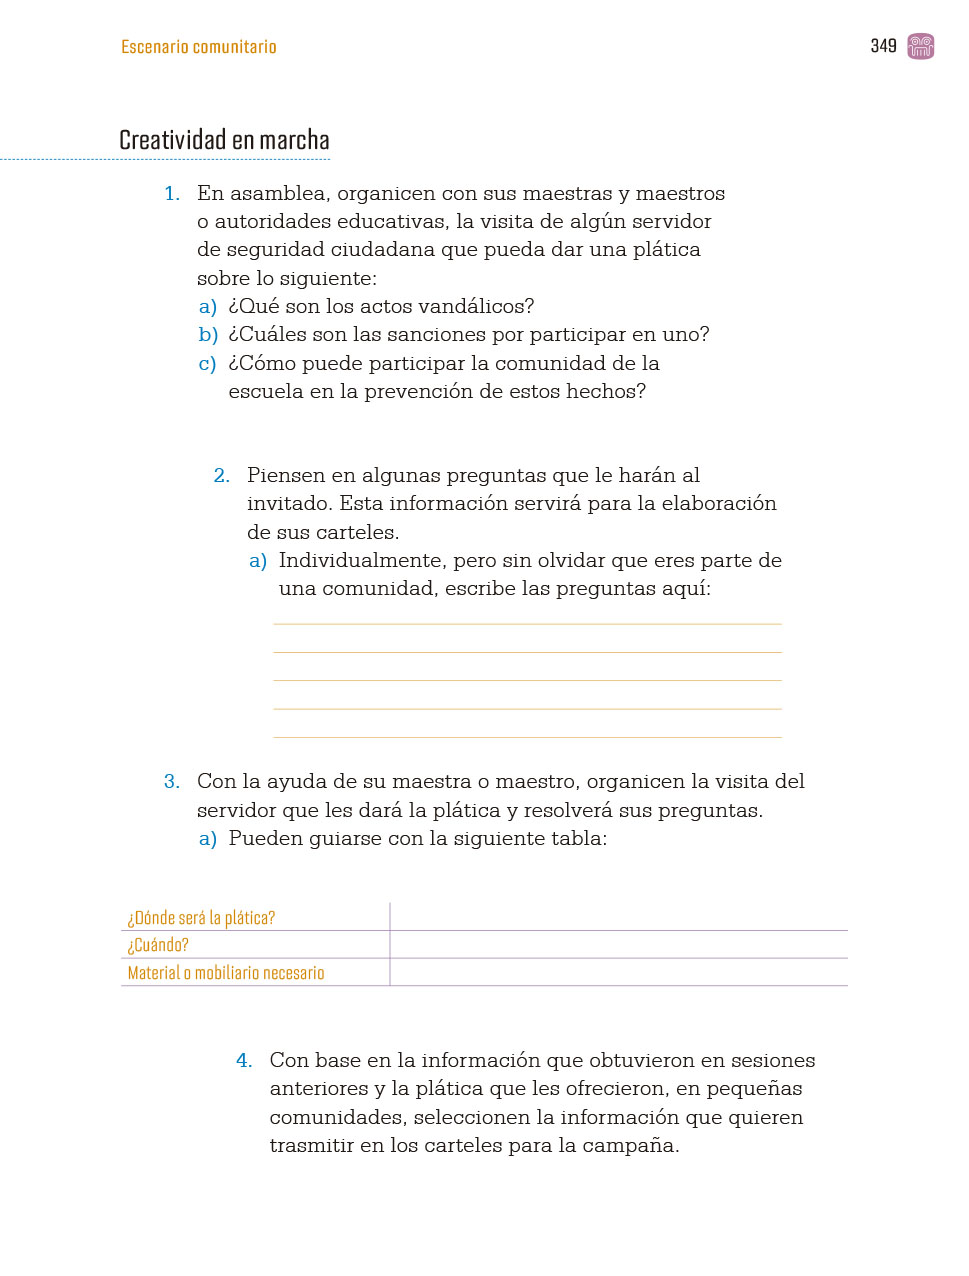 Escenario comunitario
349
Creatividad en marcha
1. En asamblea, organicen con sus maestras y maestros
o autoridades educativas, la visita de algún servidor
de seguridad ciudadana que pueda dar una plática
sobre lo siguiente:
a) ¿Qué son los actos vandálicos?
b) ¿Cuáles son las sanciones por participar en uno?
c) ¿Cómo puede participar la comunidad de la
escuela en la prevención de estos hechos?
2. Piensen en algunas preguntas que le harán al
invitado. Esta información servirá para la elaboración
de sus carteles.
a) Individualmente, pero sin olvidar que eres parte de
una comunidad, escribe las preguntas aquí:
3. Con la ayuda de su maestra o maestro, organicen la visita del
servidor que les dará la plática y resolverá sus preguntas.
a) Pueden guiarse con la siguiente tabla:
¿Dónde será la plática?
¿Cuándo?
Material o mobiliario necesario
4. Con base en la información que obtuvieron en sesiones
anteriores y la plática que les ofrecieron, en pequeñas
comunidades, seleccionen la información que quieren
trasmitir en los carteles para la campaña.